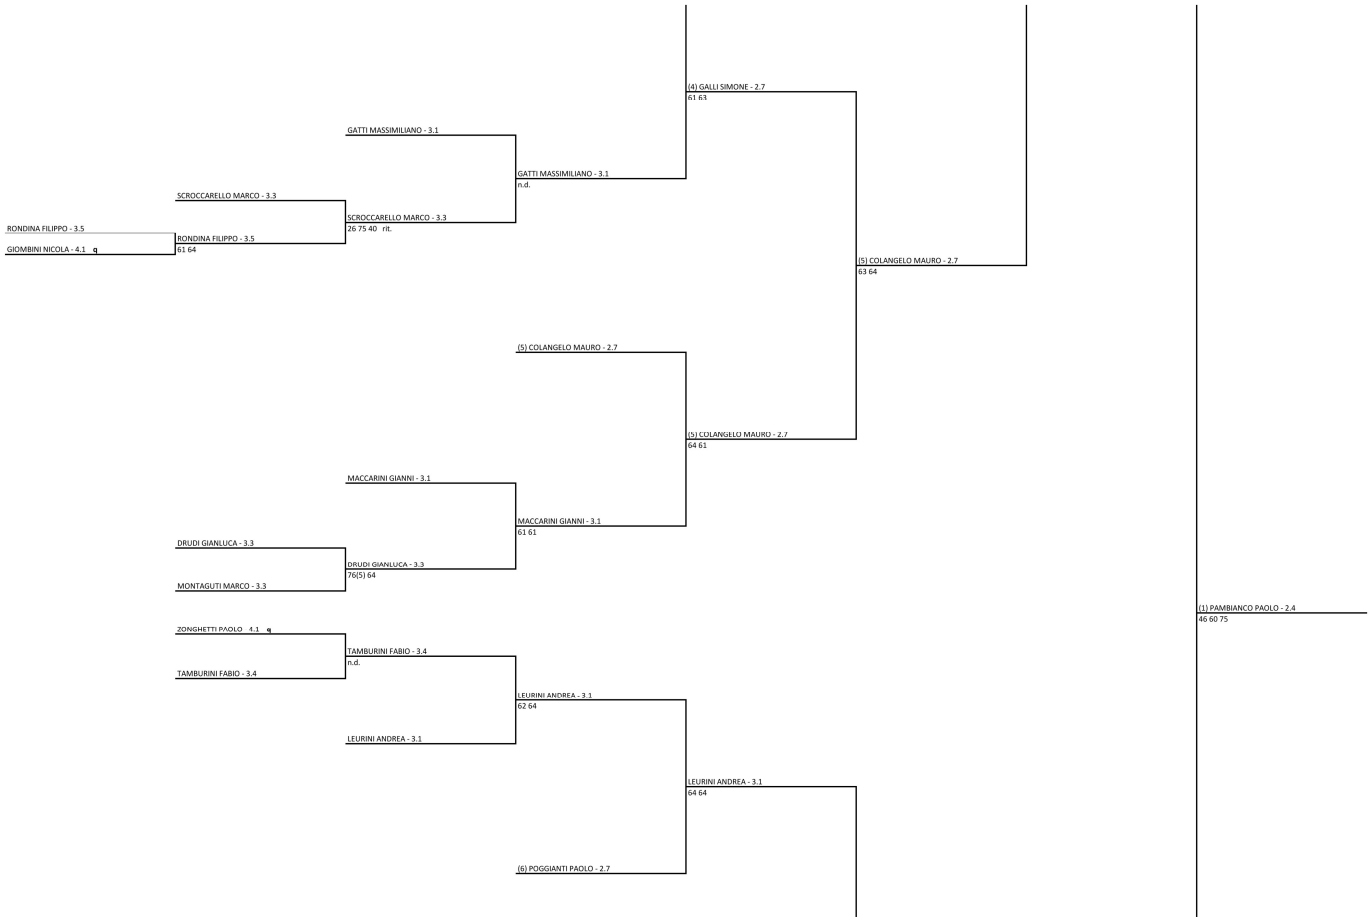 (4) GALLI SIMONE - 2.7
61 63
GATTI MASSIMILIANO - 3.1
GATTI MASSIMILIANO - 3.1
n.d.
SCROCCARELLO MARCO - 3.3
SCROCCARELLO MARCO - 3.3
26 75 40 rit.
RONDINA FILIPPO - 3.5
RONDINA FILIPPO - 3.5
61 64
GIOMBINI NICOLA - 4.1 q
(5) COLANGELO MAURO - 2.7
63 64
(5) COLANGELO MAURO - 2.7
(5) COLANGELO MAURO - 2.7
64 61
MACCARINI GIANNI - 3.1
MACCARINI GIANNI - 3.1
61 61
DRUDI GIANLUCA - 3.3
DRUDI GIANLUCA - 3.3
76(5) 64
MONTAGUTI MARCO - 3.3
(1) PAMBIANCO PAOLO - 2.4
46 60 75
ZONGHETTI PAOLO 4.1 q
TAMBURINI FABIO - 3.4
n.d.
TAMBURINI FABIO - 3.4
LEURINI ANDREA - 3.1
62 64
LEURINI ANDREA - 3.1
LEURINI ANDREA - 3.1
64 64
(6) POGGIANTI PAOLO - 2.7